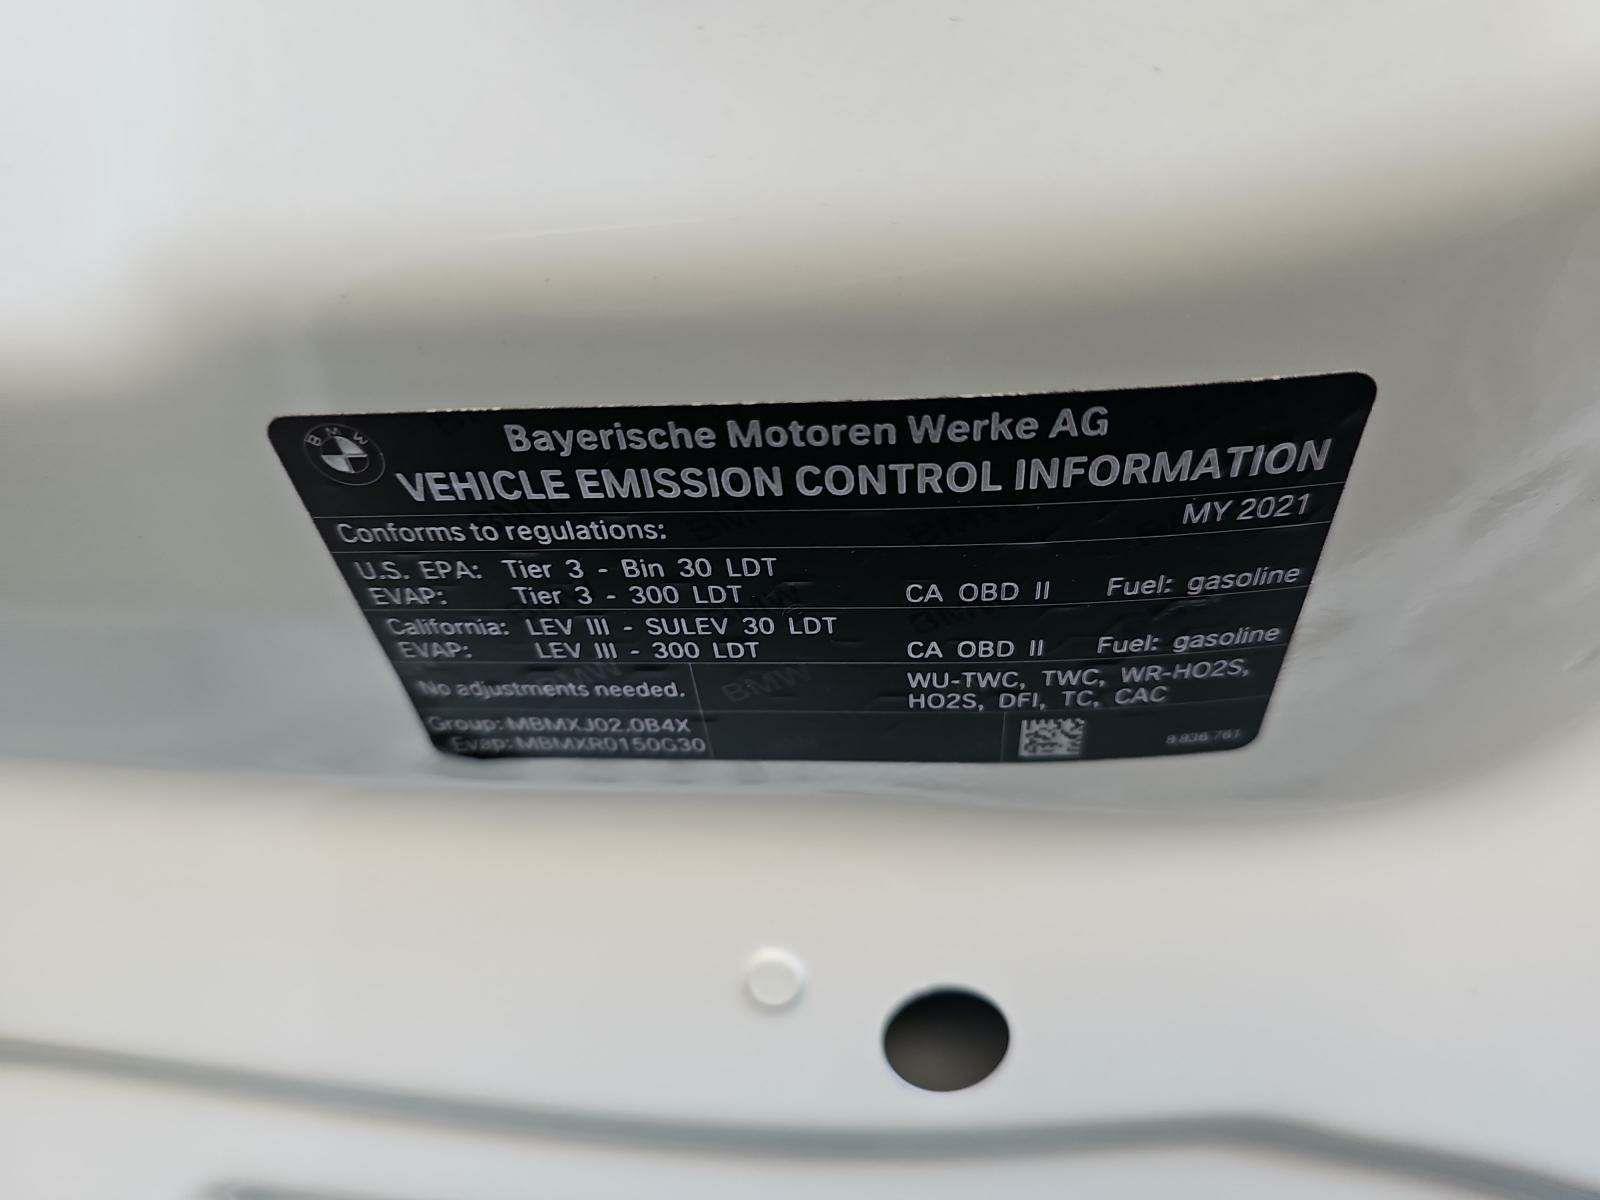 BMW
Bayerische Motoren Werke AG
VEHICLE EMISSION CONTROL INFORMATION
Conforms to regulations: MY 2021
U.S. EPA: Tier 3 - Bin 30 LDT
EVAP: Tier 3 - 300 LDT CA OBD II Fuel: gasoline
California: LEV III - SULEV 30 LDT
EVAP: LEV III - 300 LDT CA OBD II Fuel: gasoline
No adjustments needed. WU-TWC, TWC, WR-HO2S,
HO2S, DFI, TC, CAC
Group: MBMXJ02.0B4X
Evap: MBMXR0150G30
8 836 761